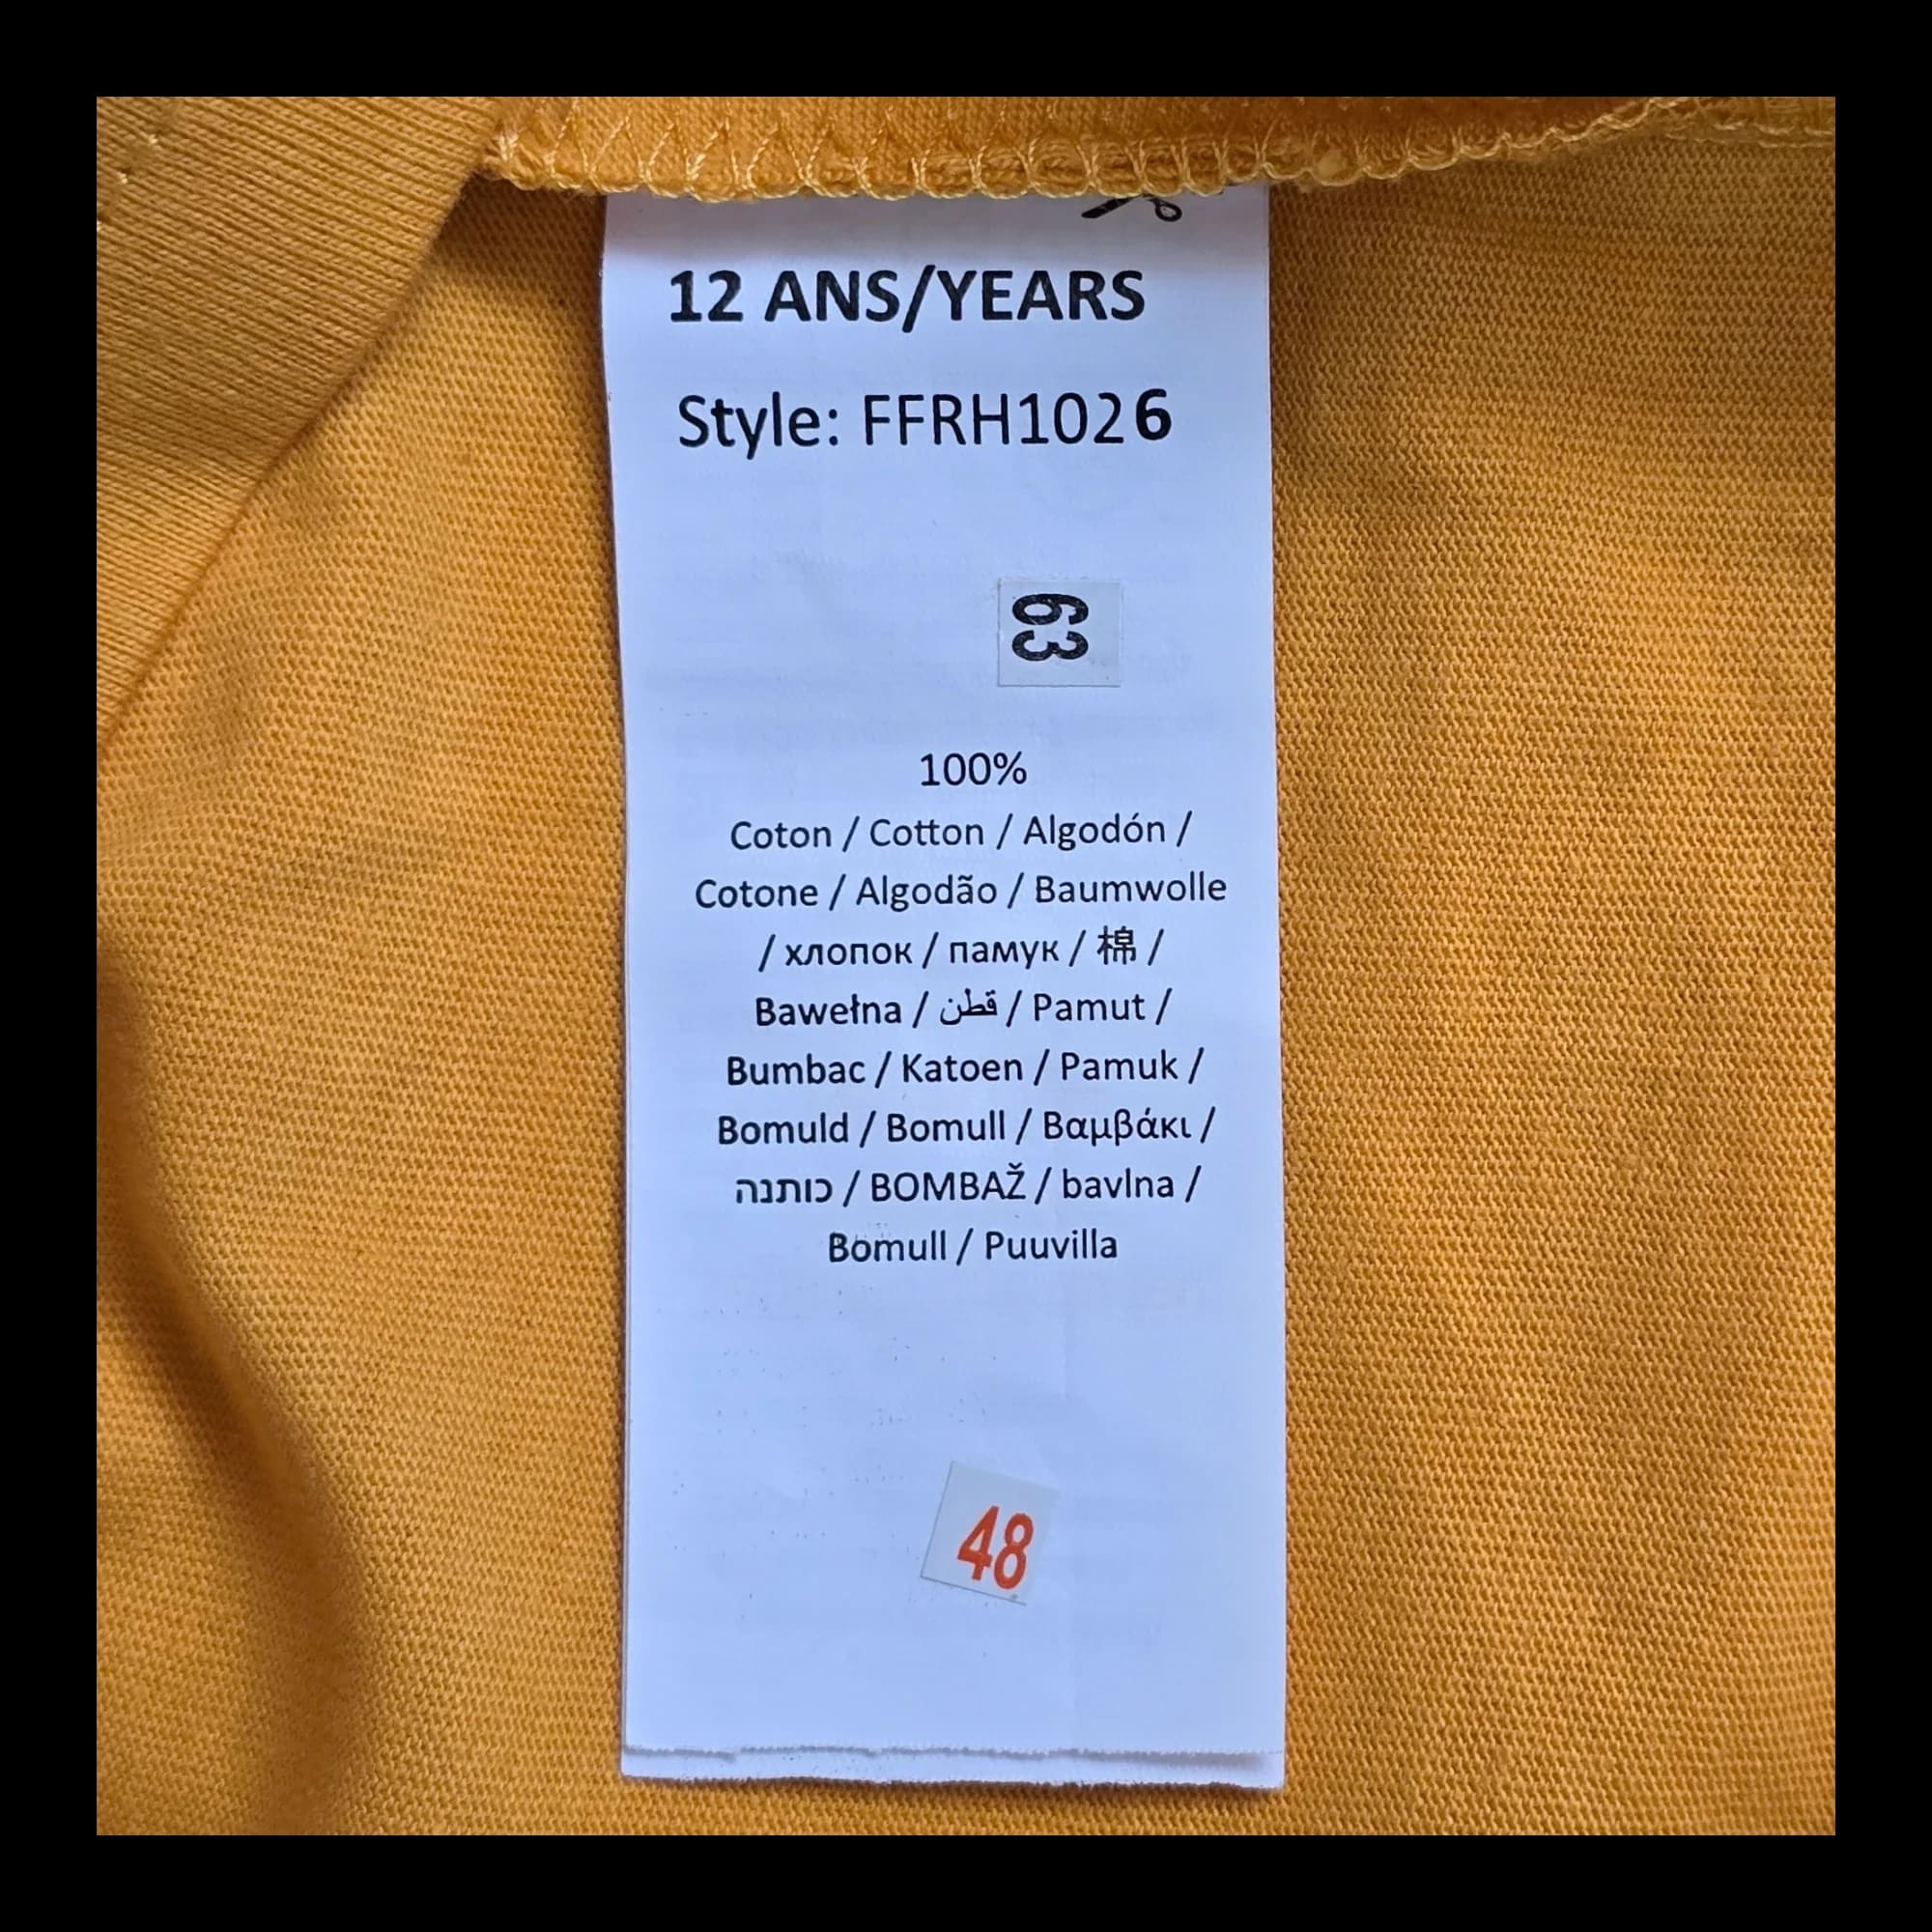 12 ANS/YEARS
Style: FFRH1026
63
100%
Coton / Cotton / Algodón /
Cotone / Algodão / Baumwolle
/ хлопок / памук / 棉 /
Bawełna / قطن / Pamut /
Bumbac / Katoen / Pamuk /
Bomuld / Bomull / Βαμβάκι /
כותנה / BOMBAŽ / bavlna /
Bomull / Puuvilla
48